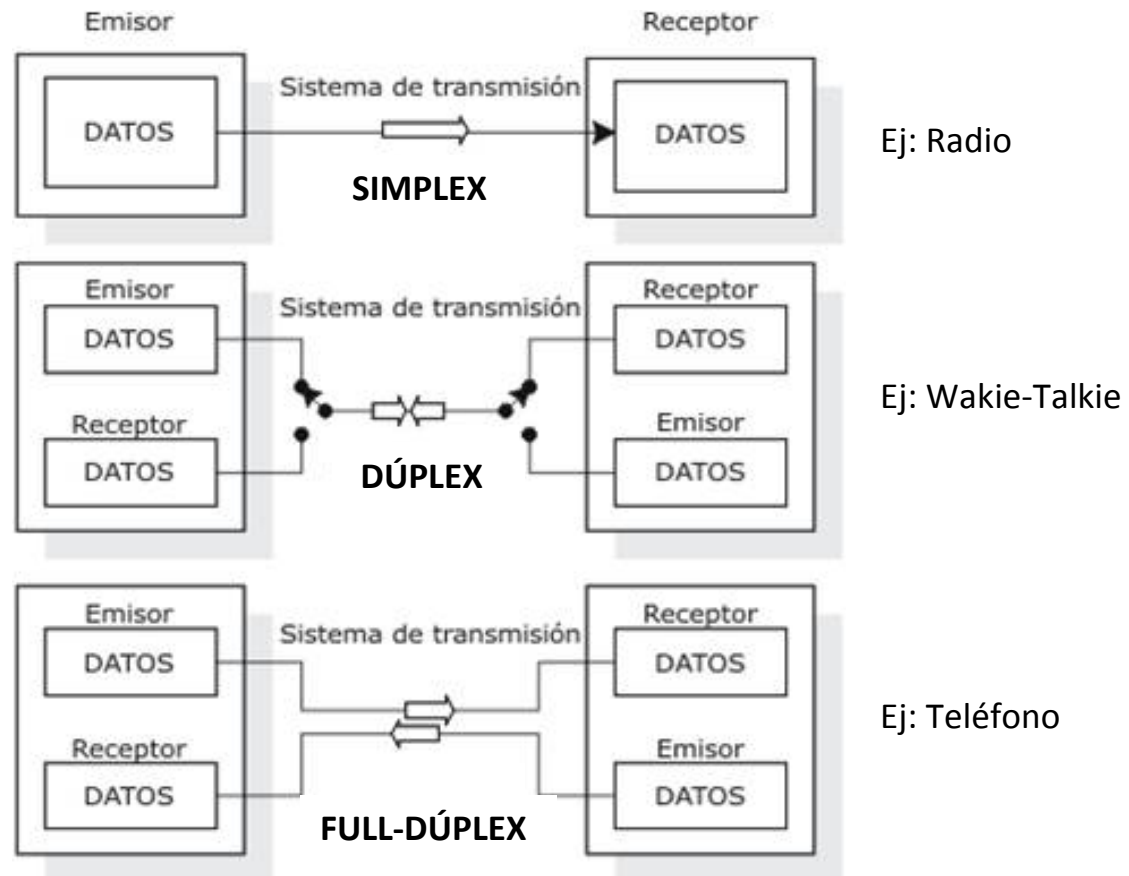 Emisor
Receptor
Sistema de transmisión
DATOS
DATOS
Ej: Radio
SIMPLEX
Emisor
Sistema de transmisión
Receptor
DATOS
DATOS
Ej: Wakie-Talkie
Receptor
Emisor
DATOS
DÚPLEX
DATOS
Emisor
Sistema de transmisión
Receptor
DATOS
DATOS
Ej: Teléfono
Receptor
Emisor
DATOS
DATOS
FULL-DÚPLEX